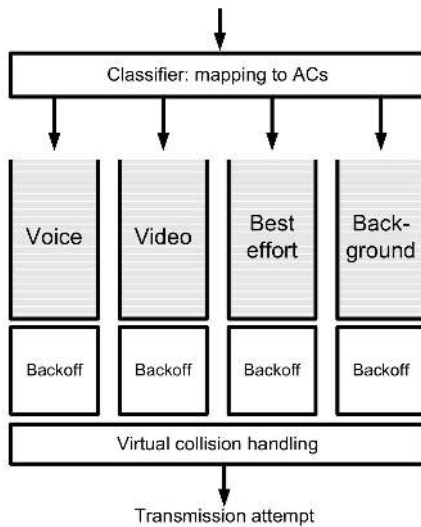 Classifier: mapping to ACs
Voice
Video
Best
effort
Back-
ground
Backoff
Backoff
Backoff
Backoff
Virtual collision handling
Transmission attempt